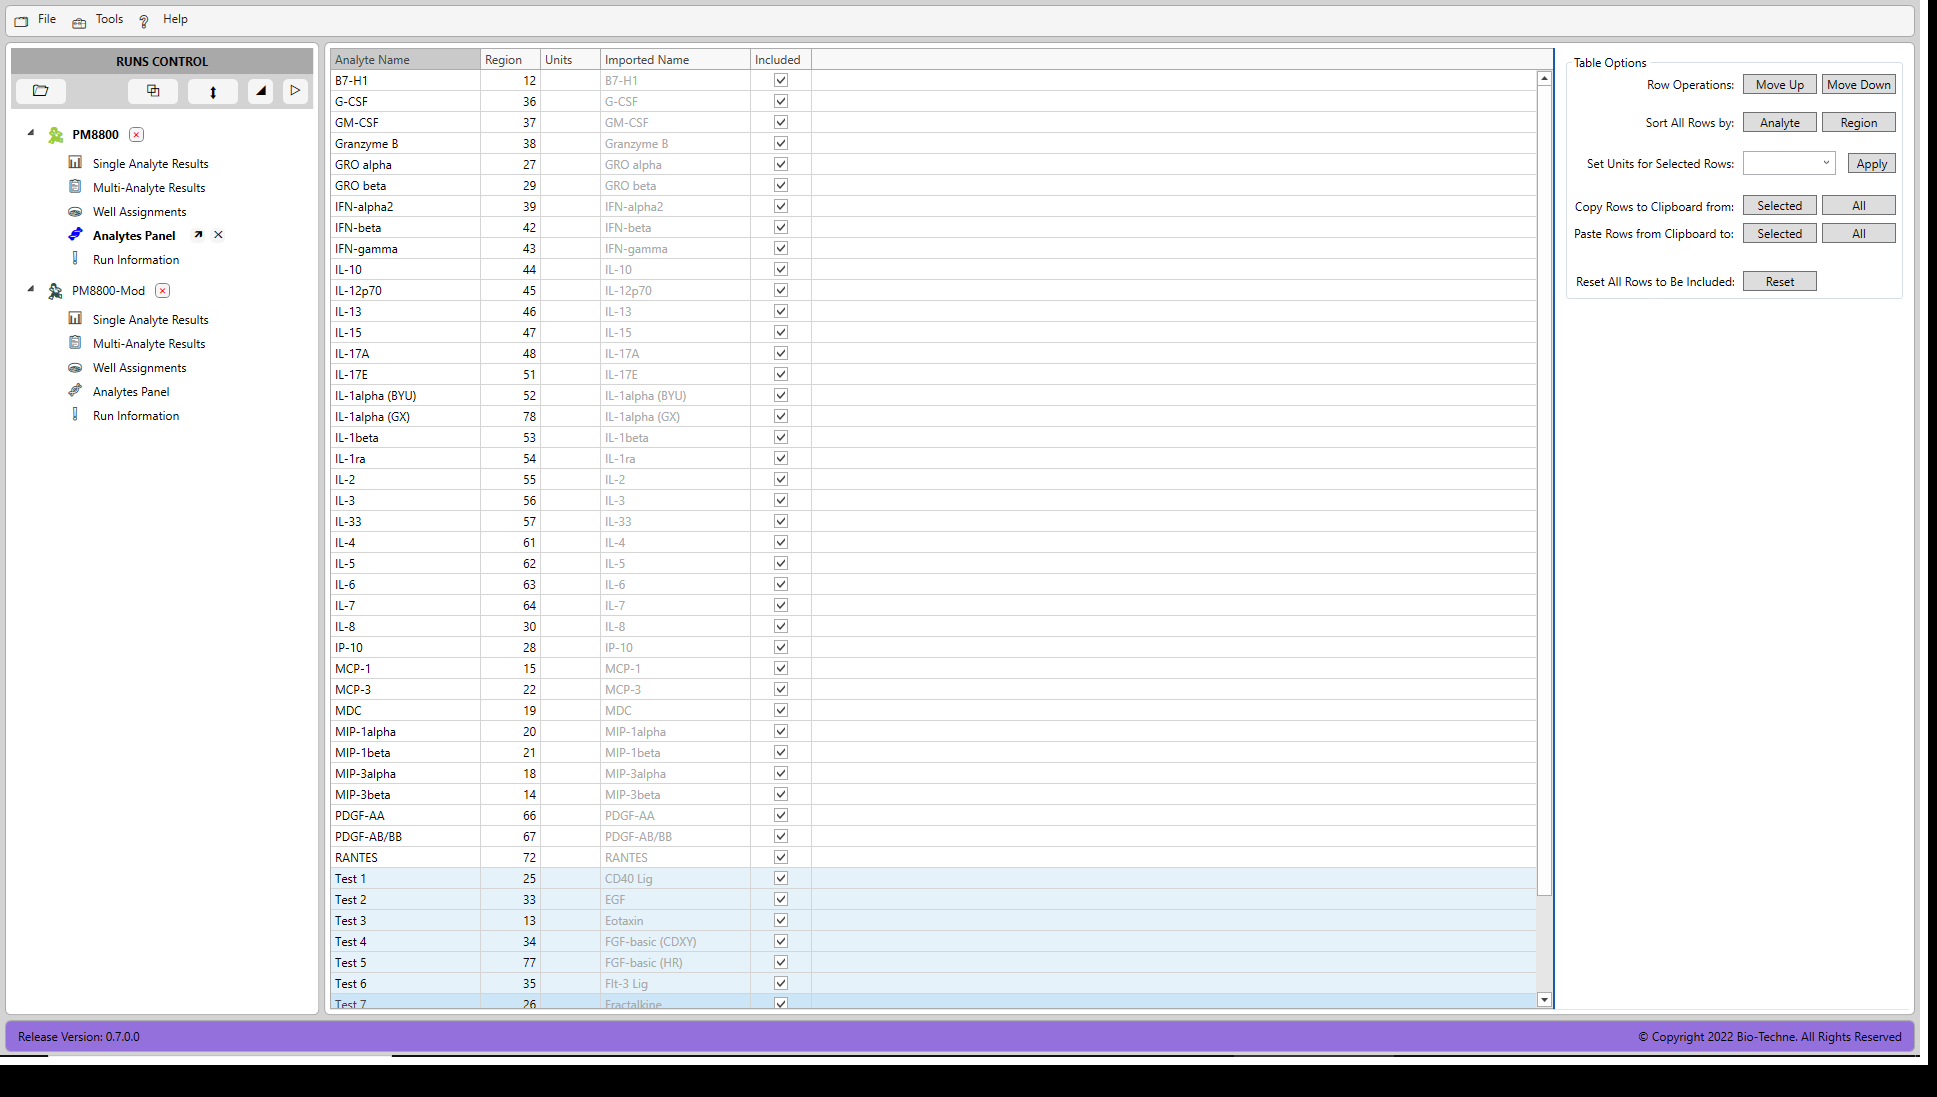 File Tools ? Help
RUNS CONTROL
PM8800
Single Analyte Results
Multi-Analyte Results
Well Assignments
Analytes Panel
Run Information
PM8800-Mod
Single Analyte Results
Multi-Analyte Results
Well Assignments
Analytes Panel
Run Information
Analyte Name Region Units Imported Name Included
B7-H1 12 B7-H1
G-CSF 36 G-CSF
GM-CSF 37 GM-CSF
Granzyme B 38 Granzyme B
GRO alpha 27 GRO alpha
GRO beta 29 GRO beta
IFN-alpha2 39 IFN-alpha2
IFN-beta 42 IFN-beta
IFN-gamma 43 IFN-gamma
IL-10 44 IL-10
IL-12p70 45 IL-12p70
IL-13 46 IL-13
IL-15 47 IL-15
IL-17A 48 IL-17A
IL-17E 51 IL-17E
IL-1alpha (BYU) 52 IL-1alpha (BYU)
IL-1alpha (GX) 78 IL-1alpha (GX)
IL-1beta 53 IL-1beta
IL-1ra 54 IL-1ra
IL-2 55 IL-2
IL-3 56 IL-3
IL-33 57 IL-33
IL-4 61 IL-4
IL-5 62 IL-5
IL-6 63 IL-6
IL-7 64 IL-7
IL-8 30 IL-8
IP-10 28 IP-10
MCP-1 15 MCP-1
MCP-3 22 MCP-3
MDC 19 MDC
MIP-1alpha 20 MIP-1alpha
MIP-1beta 21 MIP-1beta
MIP-3alpha 18 MIP-3alpha
MIP-3beta 14 MIP-3beta
PDGF-AA 66 PDGF-AA
PDGF-AB/BB 67 PDGF-AB/BB
RANTES 72 RANTES
Test 1 25 CD40 Lig
Test 2 33 EGF
Test 3 13 Eotaxin
Test 4 34 FGF-basic (CDXY)
Test 5 77 FGF-basic (HR)
Test 6 35 Flt-3 Lig
Test 7 26 Fractalkine
Table Options
Row Operations: Move Up Move Down
Sort All Rows by: Analyte Region
Set Units for Selected Rows: Apply
Copy Rows to Clipboard from: Selected All
Paste Rows from Clipboard to: Selected All
Reset All Rows to Be Included: Reset
Release Version: 0.7.0.0
© Copyright 2022 Bio-Techne. All Rights Reserved